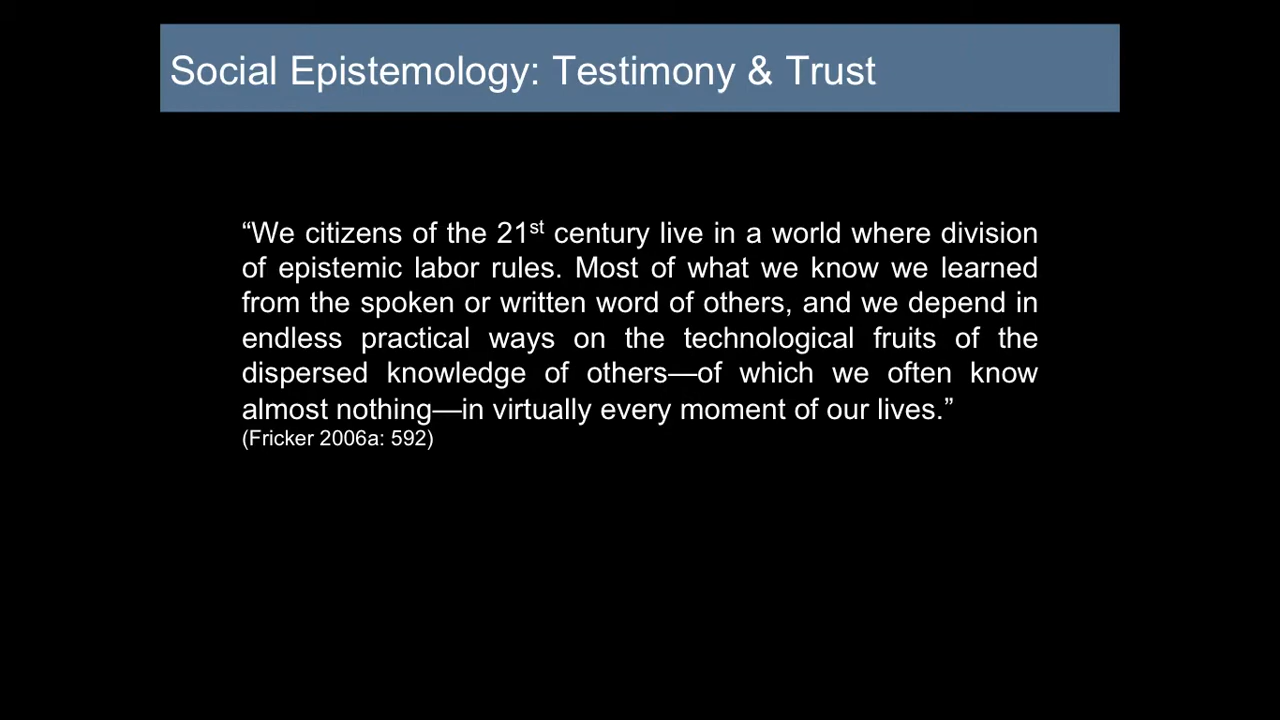 Social Epistemology: Testimony & Trust
“We citizens of the 21st century live in a world where division
of epistemic labor rules. Most of what we know we learned
from the spoken or written word of others, and we depend in
endless practical ways on the technological fruits of the
dispersed knowledge of others—of which we often know
almost nothing—in virtually every moment of our lives.”
(Fricker 2006a: 592)